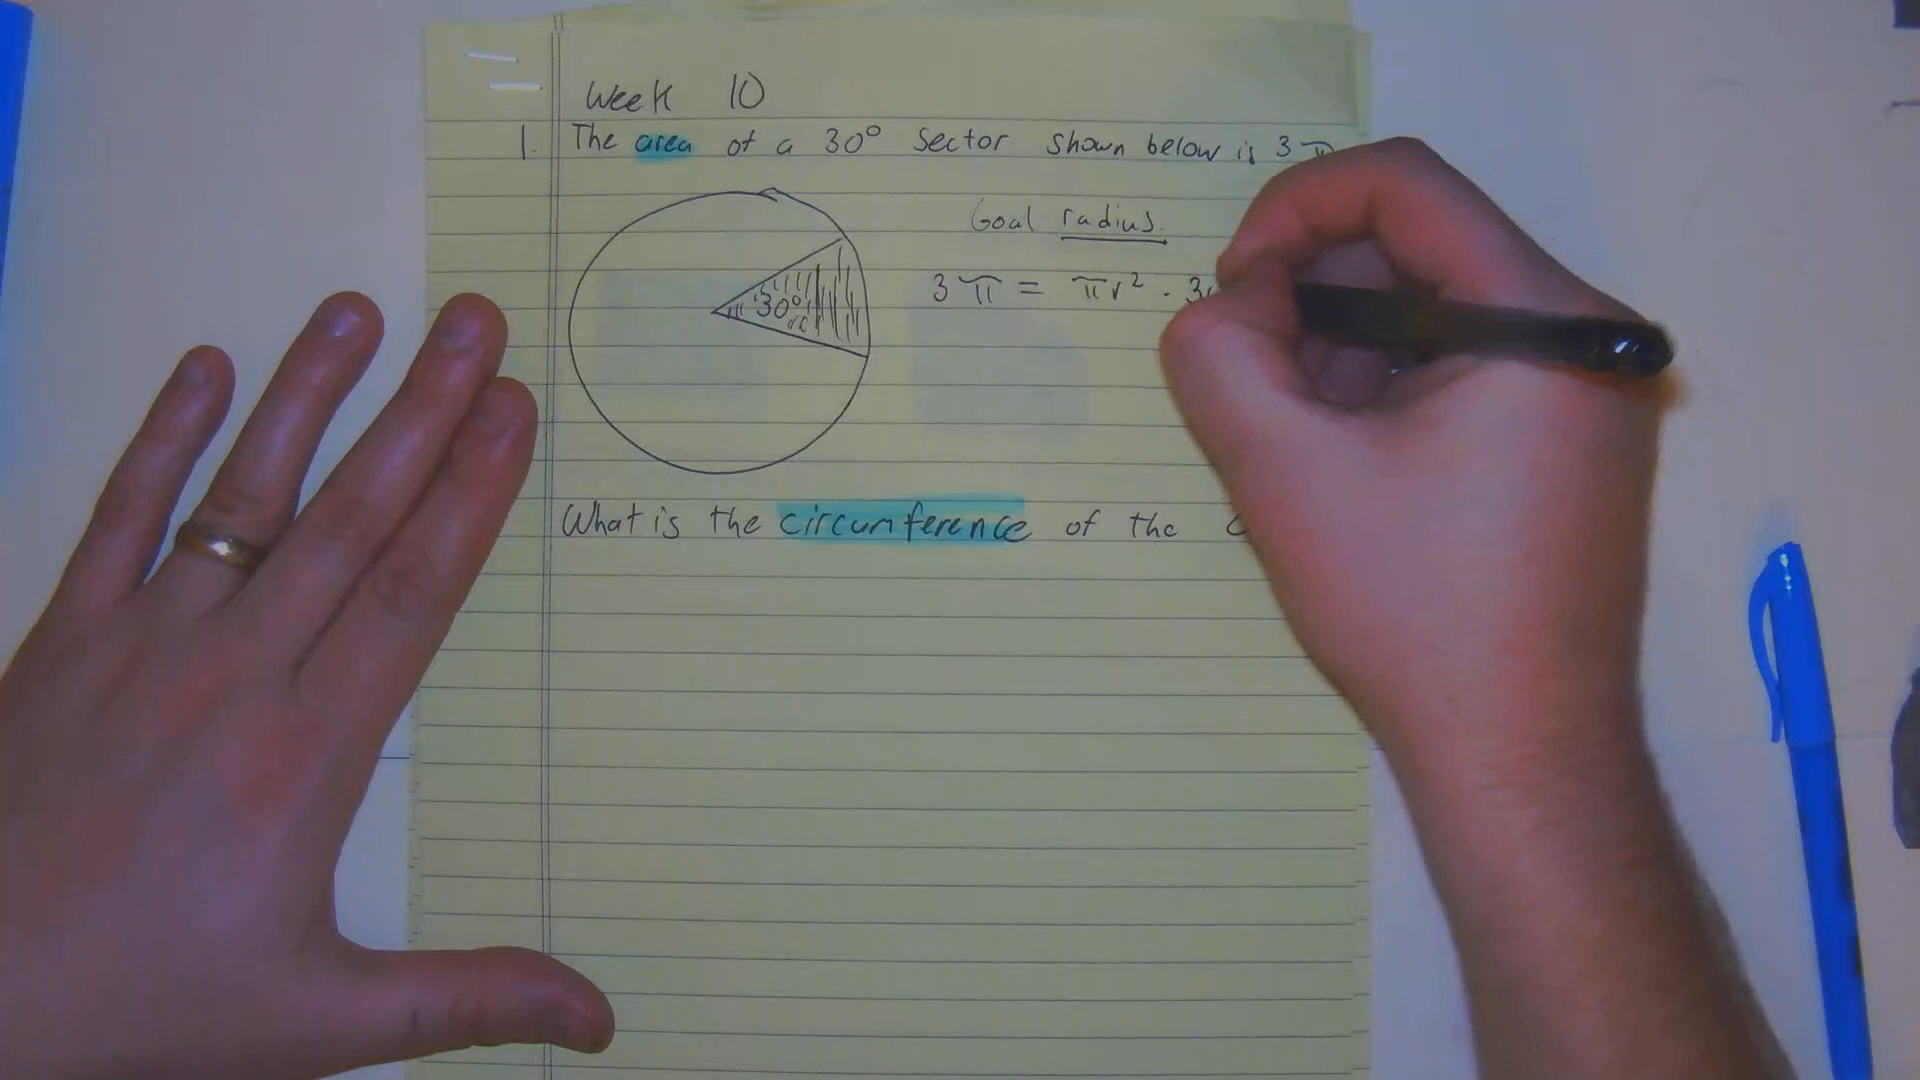 Week 10
1. The area of a 30° Sector shown below is 3π
Goal radius.
3π = πr² ·
30°
What is the circumference of the